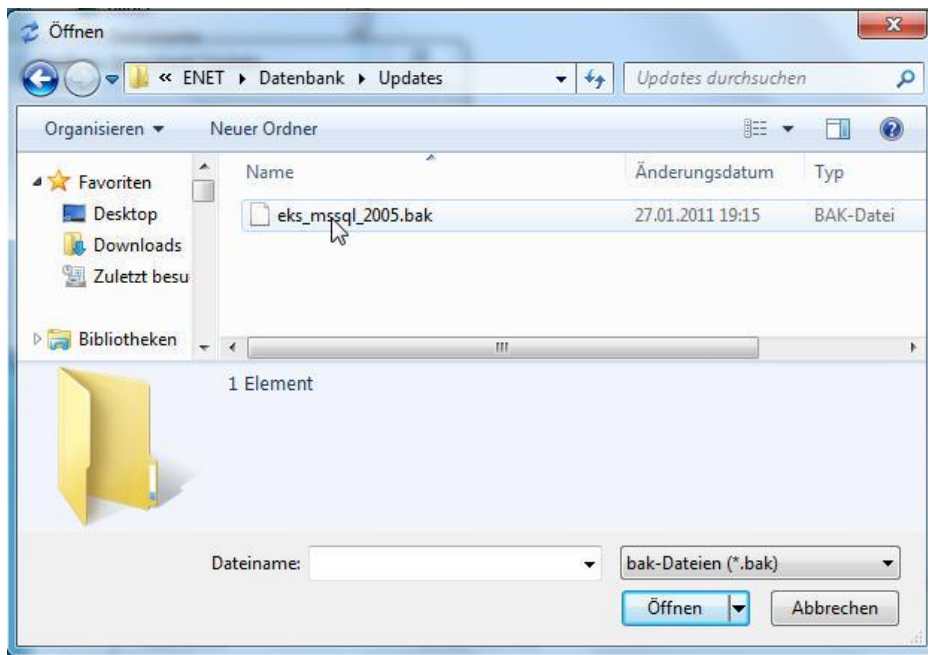 Öffnen
« ENET ▸ Datenbank ▸ Updates
Updates durchsuchen
Organisieren ▾ Neuer Ordner
Name Änderungsdatum Typ
Favoriten
eks_mssql_2005.bak 27.01.2011 19:15 BAK-Datei
Desktop
Downloads
Zuletzt besu
Bibliotheken
1 Element
Dateiname:
bak-Dateien (*.bak)
Öffnen Abbrechen